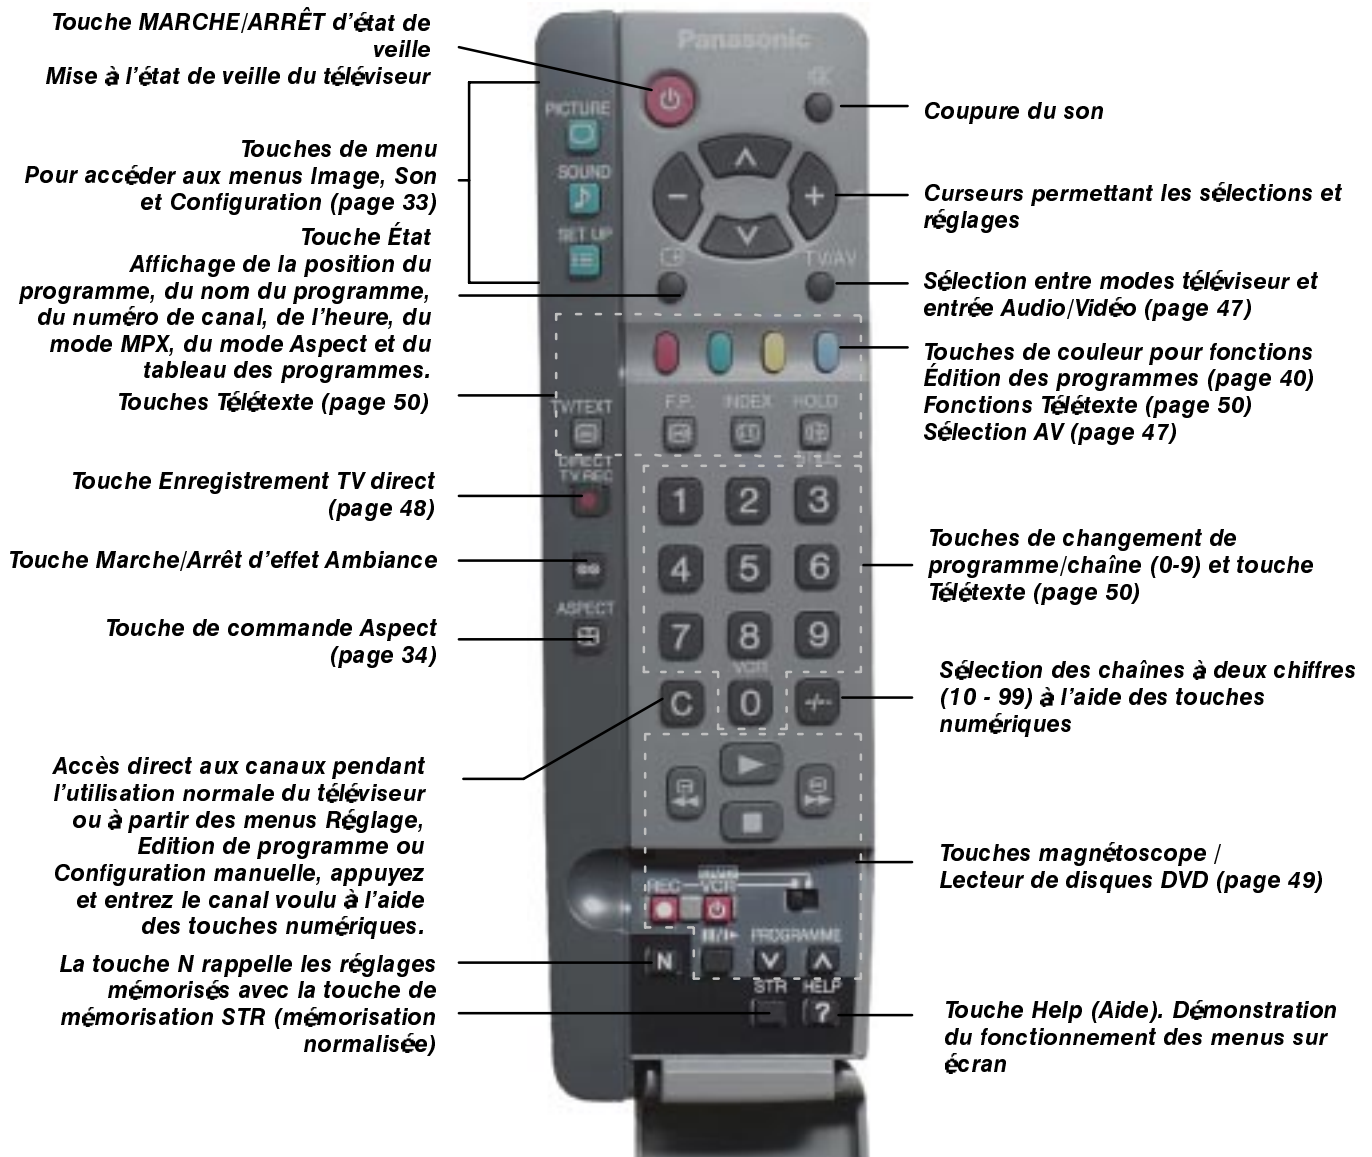 Touche MARCHE/ARRÊT d'état de
veille
Mise à l'état de veille du téléviseur
Touches de menu
Pour accéder aux menus Image, Son
et Configuration (page 33)
Touche État
Affichage de la position du
programme, du nom du programme,
du numéro de canal, de l'heure, du
mode MPX, du mode Aspect et du
tableau des programmes.
Touches Télétexte (page 50)
Touche Enregistrement TV direct
(page 48)
Touche Marche/Arrêt d'effet Ambiance
Touche de commande Aspect
(page 34)
Accès direct aux canaux pendant
l'utilisation normale du téléviseur
ou à partir des menus Réglage,
Edition de programme ou
Configuration manuelle, appuyez
et entrez le canal voulu à l'aide
des touches numériques.
La touche N rappelle les réglages
mémorisés avec la touche de
mémorisation STR (mémorisation
normalisée)
Panasonic
PICTURE
SOUND
SET UP
TV/AV
TV/TEXT
F.P.
INDEX
HOLD
DIRECT
TV REC
1
2
3
4
5
6
ASPECT
7
8
9
VCR
C
0
-/--
REC
VCR
PROGRAMME
N
STR
HELP
?
Coupure du son
Curseurs permettant les sélections et
réglages
Sélection entre modes téléviseur et
entrée Audio/Vidéo (page 47)
Touches de couleur pour fonctions
Édition des programmes (page 40)
Fonctions Télétexte (page 50)
Sélection AV (page 47)
Touches de changement de
programme/chaîne (0-9) et touche
Télétexte (page 50)
Sélection des chaînes à deux chiffres
(10 - 99) à l'aide des touches
numériques
Touches magnétoscope /
Lecteur de disques DVD (page 49)
Touche Help (Aide). Démonstration
du fonctionnement des menus sur
écran